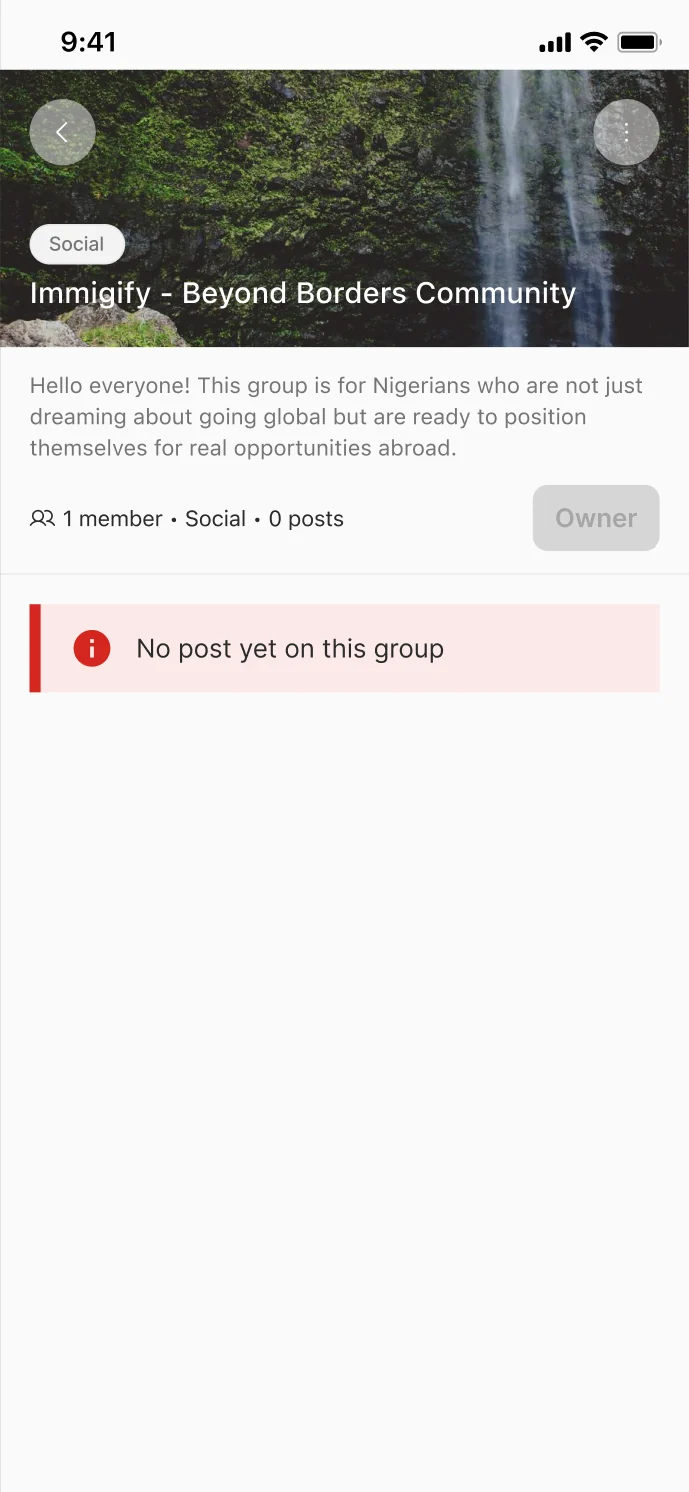 9:41
Social
Immigify - Beyond Borders Community
Hello everyone! This group is for Nigerians who are not just
dreaming about going global but are ready to position
themselves for real opportunities abroad.
1 member • Social • 0 posts
Owner
No post yet on this group